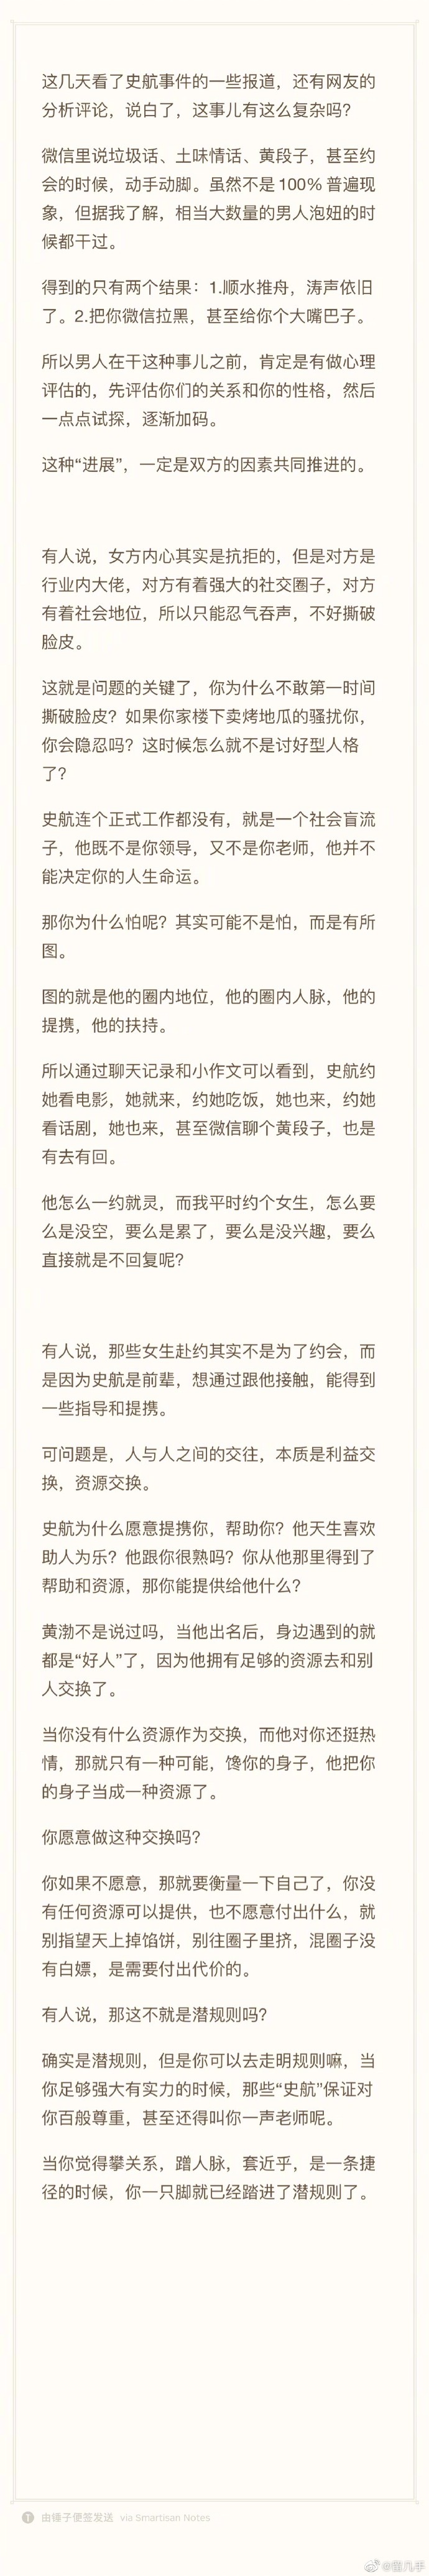 这几天看了史航事件的一些报道，还有网友的
分析评论，说白了，这事儿有这么复杂吗？
微信里说垃圾话、土味情话、黄段子，甚至约
会的时候，动手动脚。虽然不是 100% 普遍现
象，但据我了解，相当大数量的男人泡妞的时
候都干过。
得到的只有两个结果：1.顺水推舟，涛声依旧
了。2.把你微信拉黑，甚至给你个大嘴巴子。
所以男人在干这种事儿之前，肯定是有做心理
评估的，先评估你们的关系和你的性格，然后
一点点试探，逐渐加码。
这种“进展”，一定是双方的因素共同推进的。
有人说，女方内心其实是抗拒的，但是对方是
行业内大佬，对方有着强大的社交圈子，对方
有着社会地位，所以只能忍气吞声，不好撕破
脸皮。
这就是问题的关键了，你为什么不敢第一时间
撕破脸皮？如果你家楼下卖烤地瓜的骚扰你，
你会隐忍吗？这时候怎么就不是讨好型人格
了？
史航连个正式工作都没有，就是一个社会盲流
子，他既不是你领导，又不是你老师，他并不
能决定你的人生命运。
那你为什么怕呢？其实可能不是怕，而是有所
图。
图的就是他的圈内地位，他的圈内人脉，他的
提携，他的扶持。
所以通过聊天记录和小作文可以看到，史航约
她看电影，她就来，约她吃饭，她也来，约她
看话剧，她也来，甚至微信聊个黄段子，也是
有去有回。
他怎么一约就灵，而我平时约个女生，怎么要
么是没空，要么是累了，要么是没兴趣，要么
直接就是不回复呢？
有人说，那些女生赴约其实不是为了约会，而
是因为史航是前辈，想通过跟他接触，能得到
一些指导和提携。
可问题是，人与人之间的交往，本质是利益交
换，资源交换。
史航为什么愿意提携你，帮助你？他天生喜欢
助人为乐？他跟你很熟吗？你从他那里得到了
帮助和资源，那你能提供给他什么？
黄渤不是说过吗，当他出名后，身边遇到的就
都是“好人”了，因为他拥有足够的资源去和别
人交换了。
当你没有什么资源作为交换，而他对你还挺热
情，那就只有一种可能，馋你的身子，他把你
的身子当成一种资源了。
你愿意做这种交换吗？
你如果不愿意，那就要衡量一下自己了，你没
有任何资源可以提供，也不愿意付出什么，就
别指望天上掉馅饼，别往圈子里挤，混圈子没
有白嫖，是需要付出代价的。
有人说，那这不就是潜规则吗？
确实是潜规则，但是你可以去走明规则嘛，当
你足够强大有实力的时候，那些“史航”保证对
你百般尊重，甚至还得叫你一声老师呢。
当你觉得攀关系，蹭人脉，套近乎，是一条捷
径的时候，你一只脚就已经踏进了潜规则了。
由锤子便签发送 via Smartisan Notes